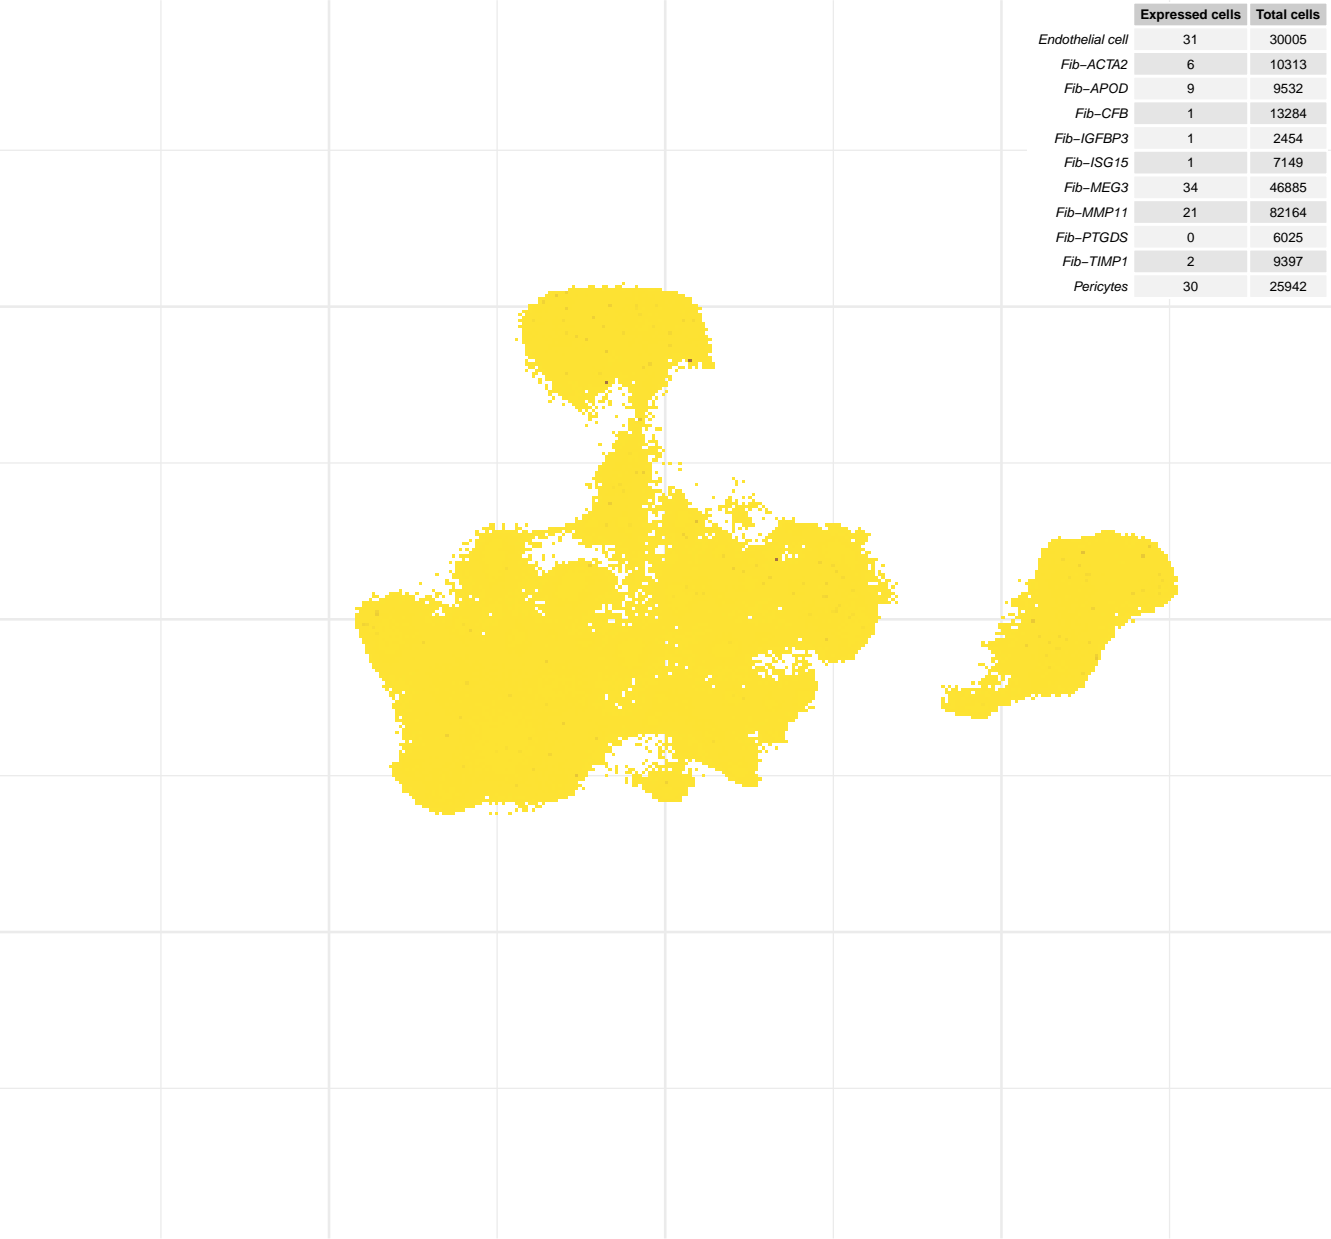 Expressed cells Total cells
Endothelial cell 31 30005
Fib−ACTA2 6 10313
Fib−APOD 9 9532
Fib−CFB 1 13284
Fib−IGFBP3 1 2454
Fib−ISG15 1 7149
Fib−MEG3 34 46885
Fib−MMP11 21 82164
Fib−PTGDS 0 6025
Fib−TIMP1 2 9397
Pericytes 30 25942